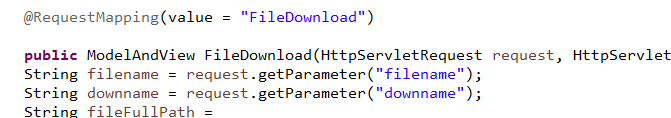 @RequestMapping(value = "FileDownload")
public ModelAndView FileDownload(HttpServletRequest request, HttpServlet
String filename = request.getParameter("filename");
String downname = request.getParameter("downname");
String fileFullPath =